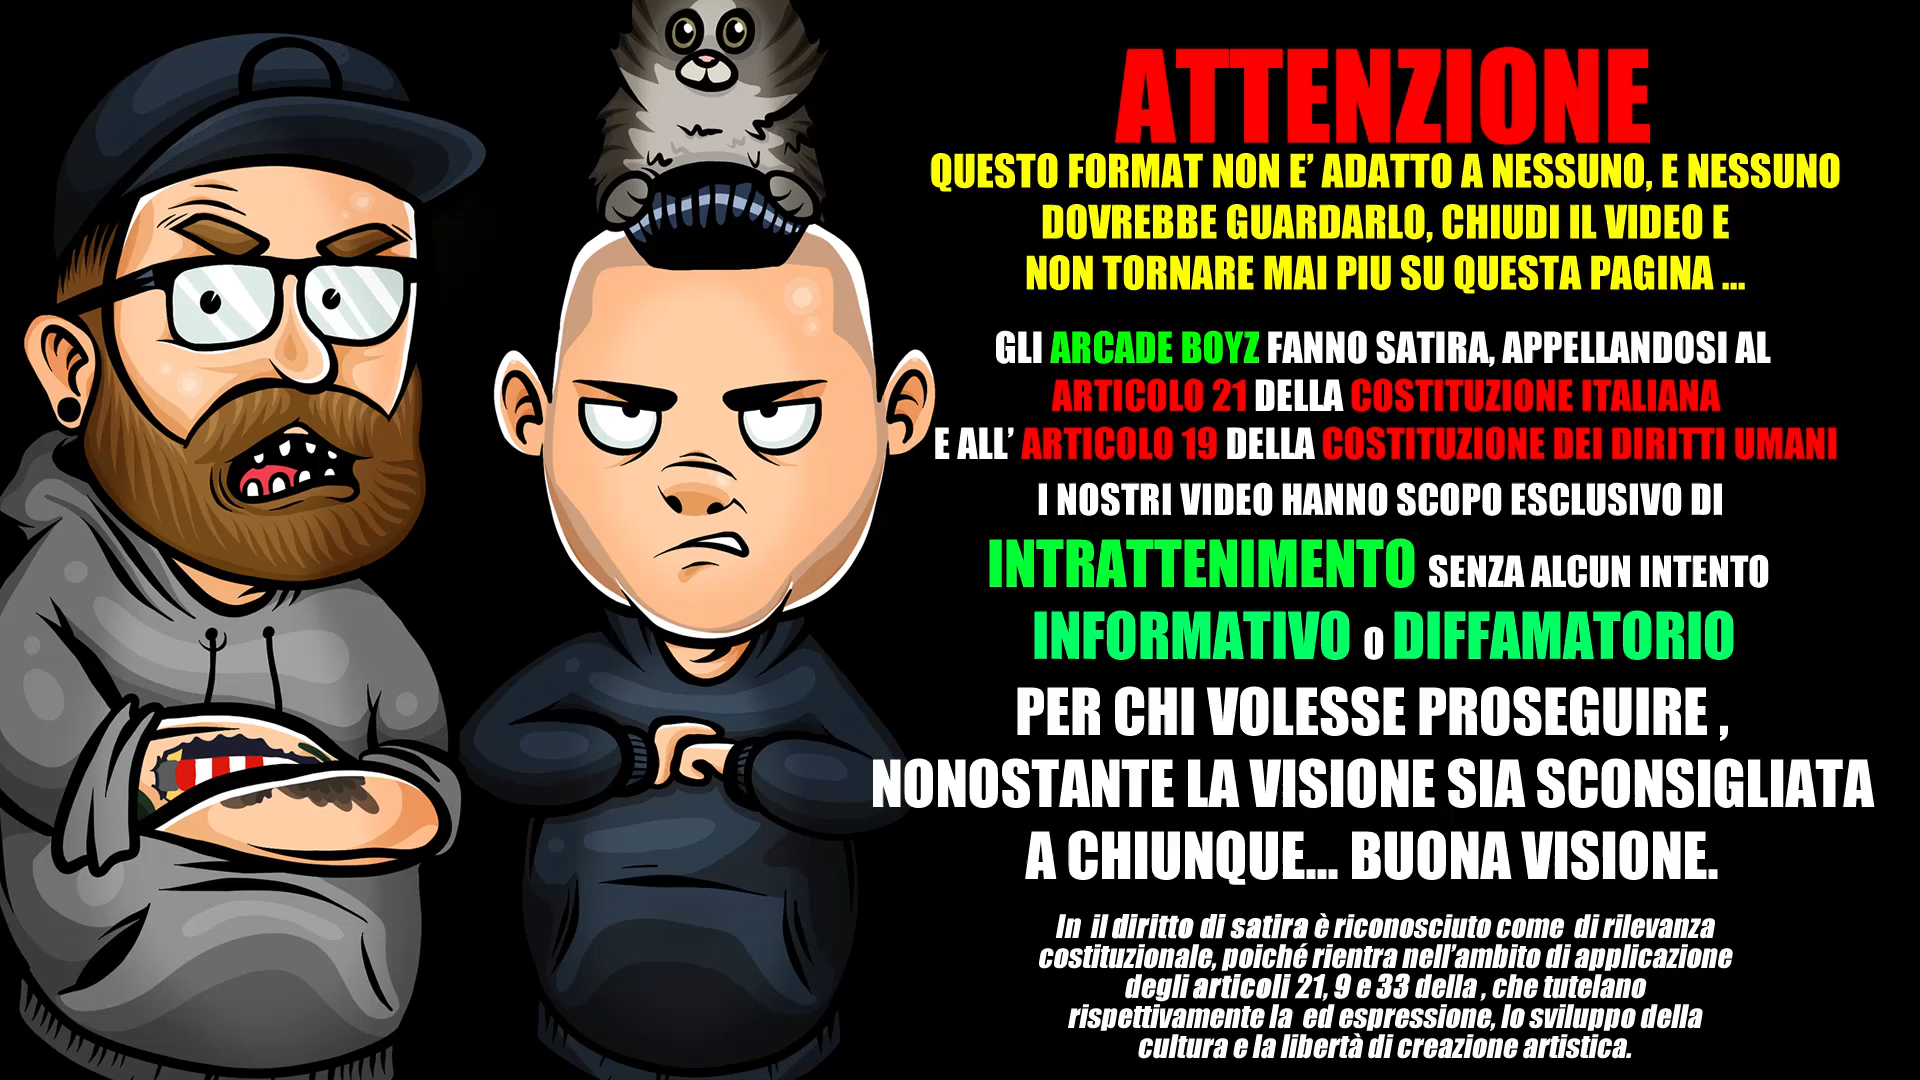 ATTENZIONE
QUESTO FORMAT NON E' ADATTO A NESSUNO, E NESSUNO
DOVREBBE GUARDARLO, CHIUDI IL VIDEO E
NON TORNARE MAI PIU SU QUESTA PAGINA ...
GLI ARCADE BOYZ FANNO SATIRA, APPELLANDOSI AL
ARTICOLO 21 DELLA COSTITUZIONE ITALIANA
E ALL' ARTICOLO 19 DELLA COSTITUZIONE DEI DIRITTI UMANI
I NOSTRI VIDEO HANNO SCOPO ESCLUSIVO DI
INTRATTENIMENTO SENZA ALCUN INTENTO
INFORMATIVO O DIFFAMATORIO
PER CHI VOLESSE PROSEGUIRE ,
NONOSTANTE LA VISIONE SIA SCONSIGLIATA
A CHIUNQUE... BUONA VISIONE.
In il diritto di satira è riconosciuto come di rilevanza
costituzionale, poiché rientra nell'ambito di applicazione
degli articoli 21, 9 e 33 della , che tutelano
rispettivamente la ed espressione, lo sviluppo della
cultura e la libertà di creazione artistica.